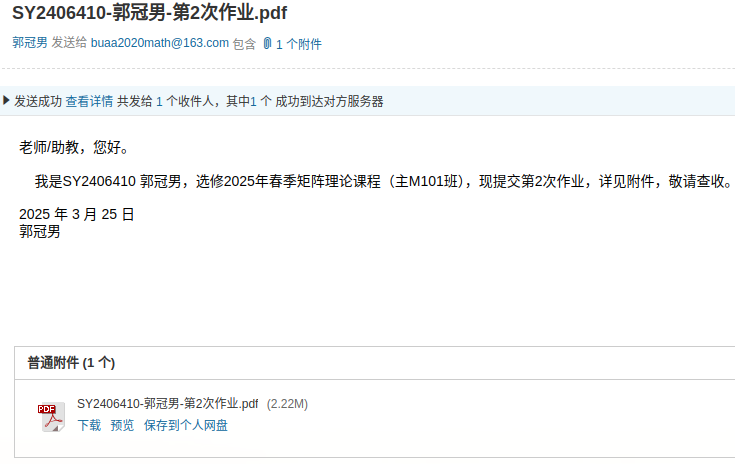 SY2406410-郭冠男-第2次作业.pdf
郭冠男 发送给 buaa2020math@163.com 包含 1 个附件
发送成功 查看详情 共发给 1 个收件人，其中1 个 成功到达对方服务器
老师/助教，您好。
我是SY2406410 郭冠男，选修2025年春季矩阵理论课程（主M101班），现提交第2次作业，详见附件，敬请查收。
2025 年 3 月 25 日
郭冠男
普通附件 (1 个)
PDF
SY2406410-郭冠男-第2次作业.pdf (2.22M)
下载 预览 保存到个人网盘